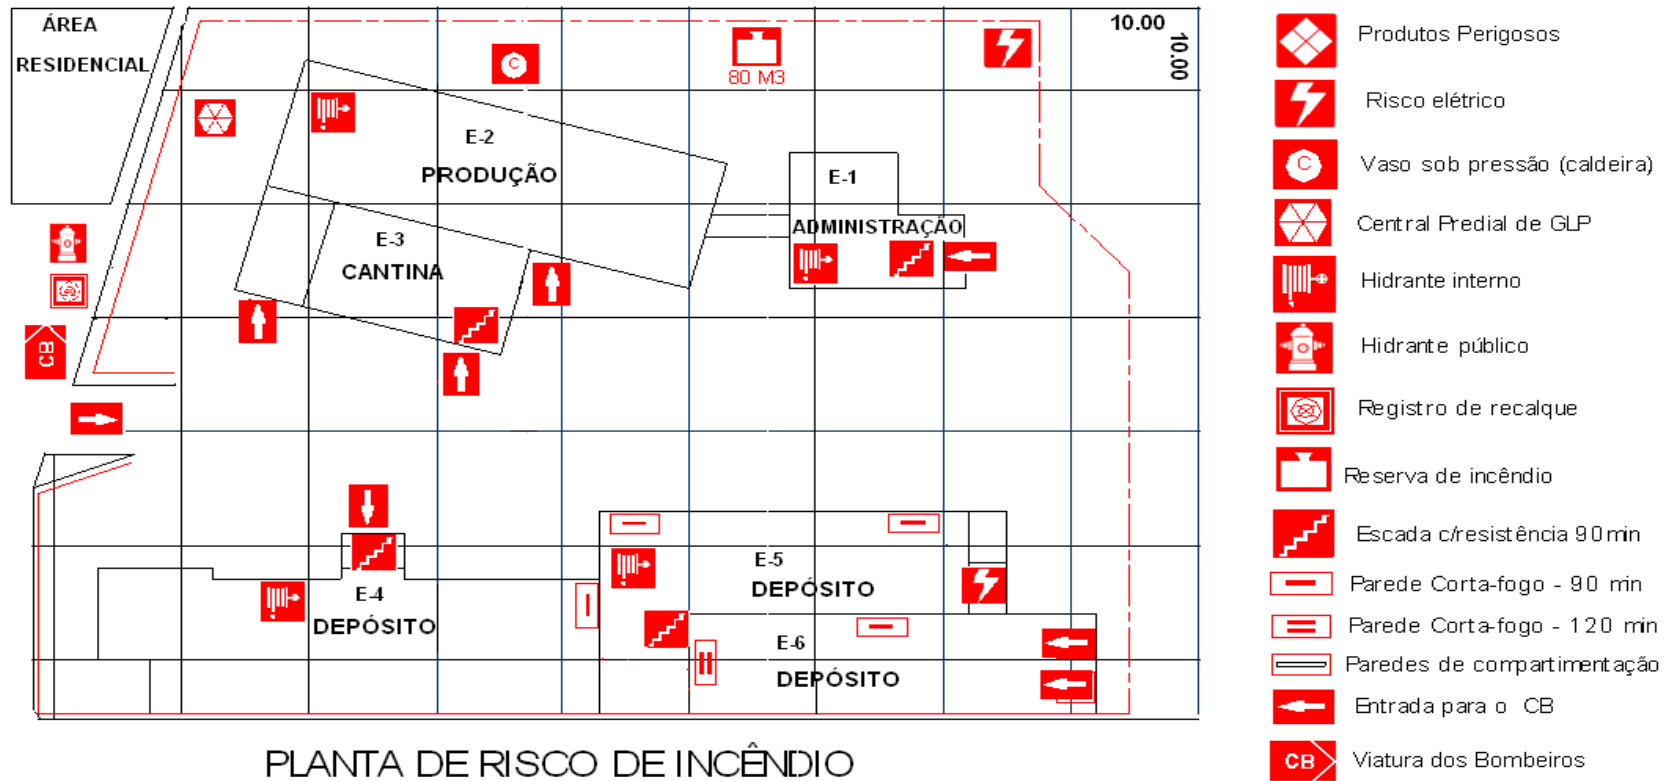 ÁREA
RESIDENCIAL
10.00
10.00
C
80 M3
E-2
PRODUÇÃO
E-1
ADMINISTRAÇÃO
E-3
CANTINA
CB
E-4
DEPÓSITO
E-5
DEPÓSITO
E-6
DEPÓSITO
PLANTA DE RISCO DE INCÊNDIO
Produtos Perigosos
Risco elétrico
C
Vaso sob pressão (caldeira)
Central Predial de GLP
Hidrante interno
Hidrante público
Registro de recalque
Reserva de incêndio
Escada c/resistência 90min
Parede Corta-fogo - 90 min
Parede Corta-fogo - 120 min
Paredes de compartimentação
Entrada para o CB
CB
Viatura dos Bombeiros